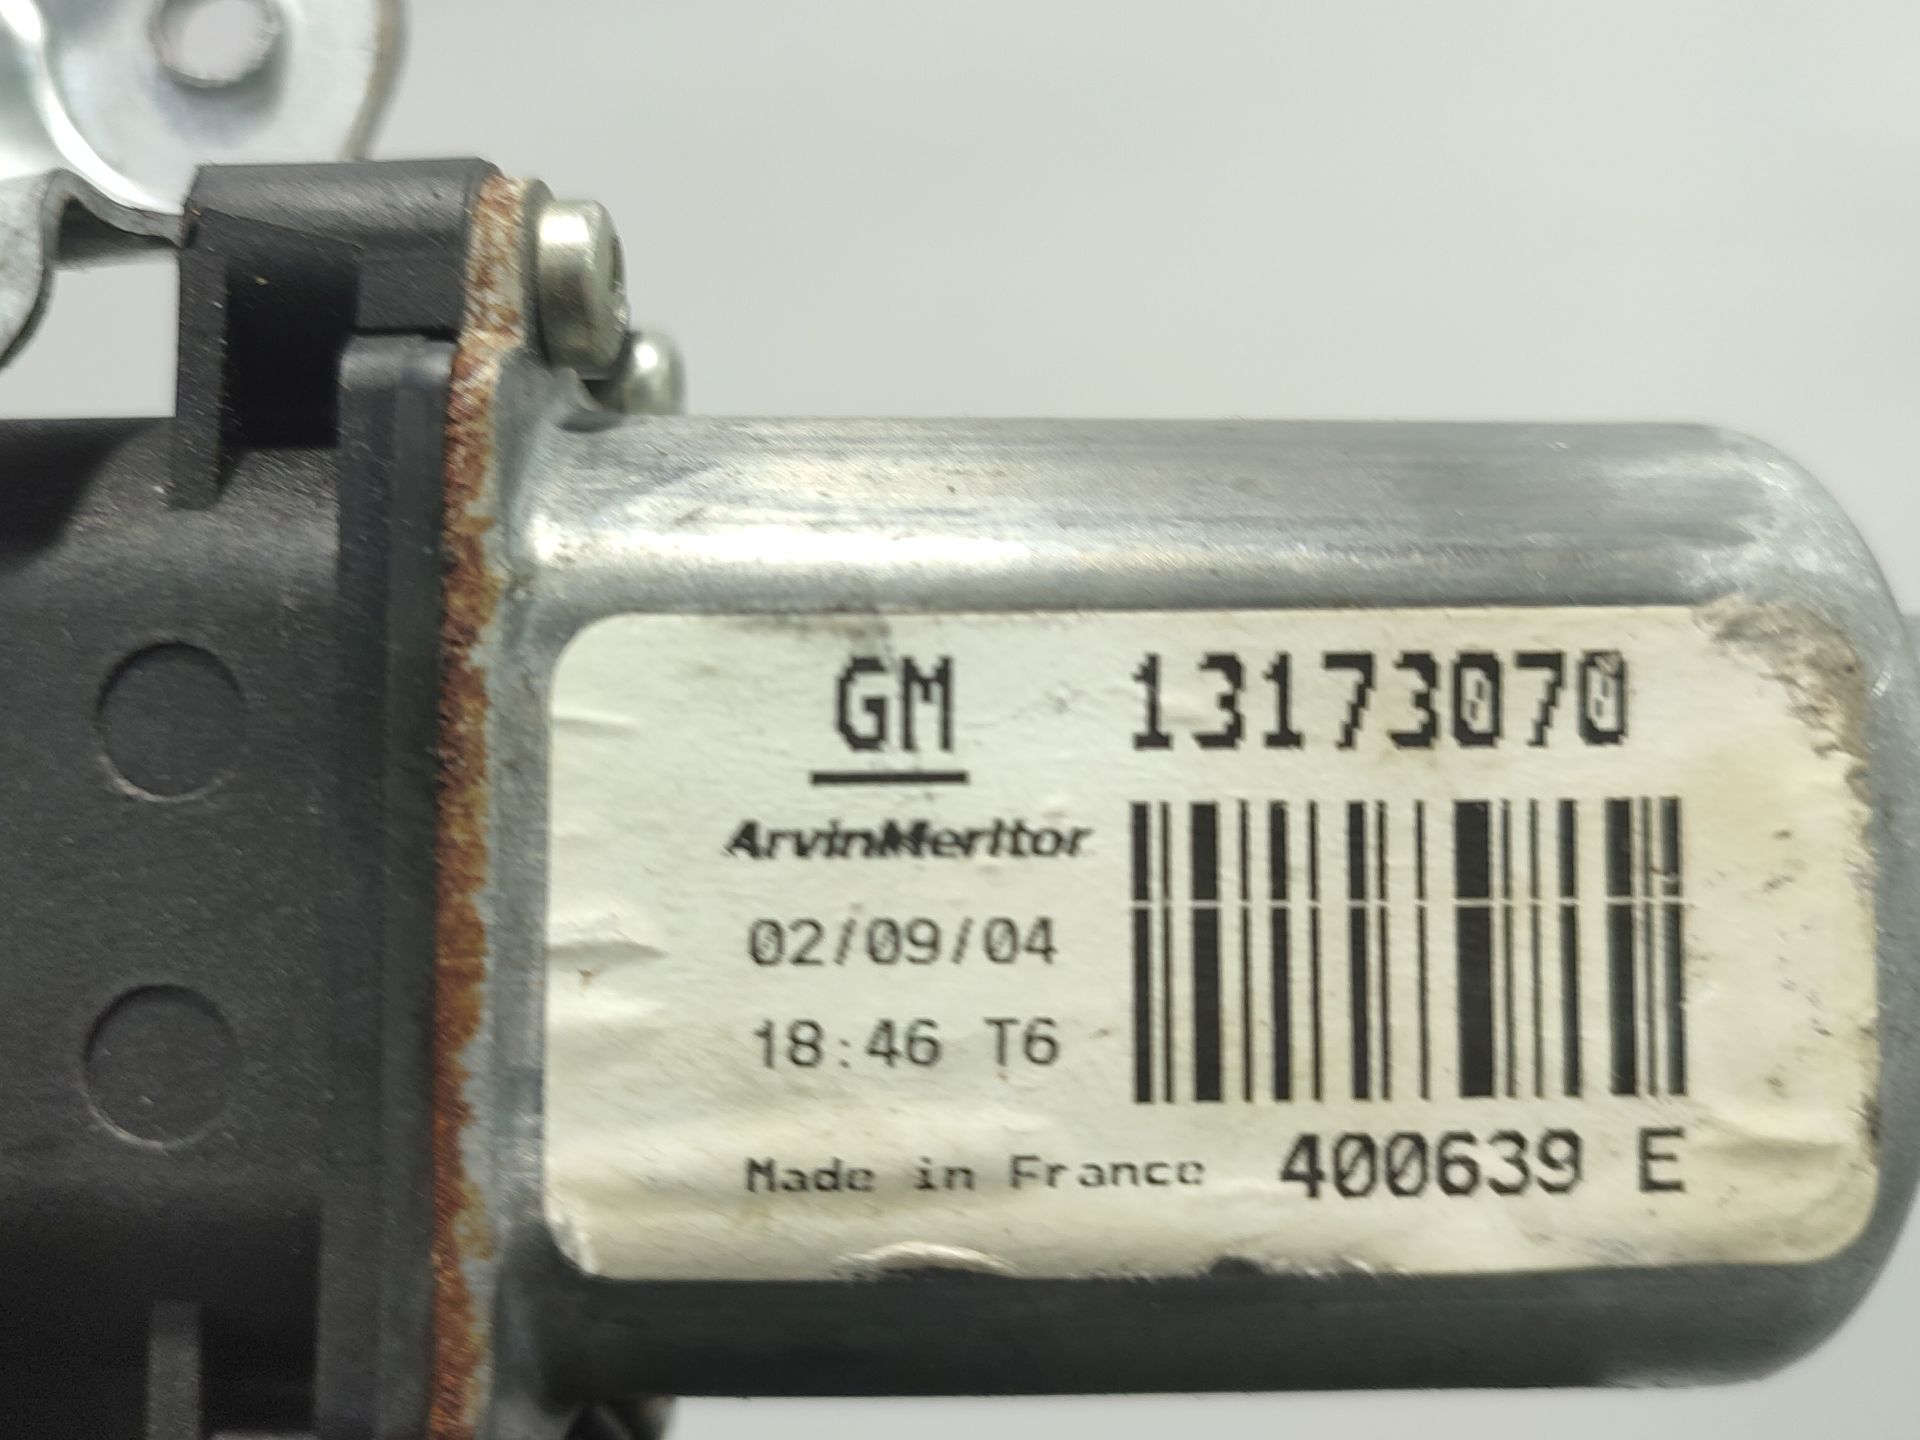 GM 13173070
ArvinMeritor
02/09/04
18:46 T6
Made in France 400639 E